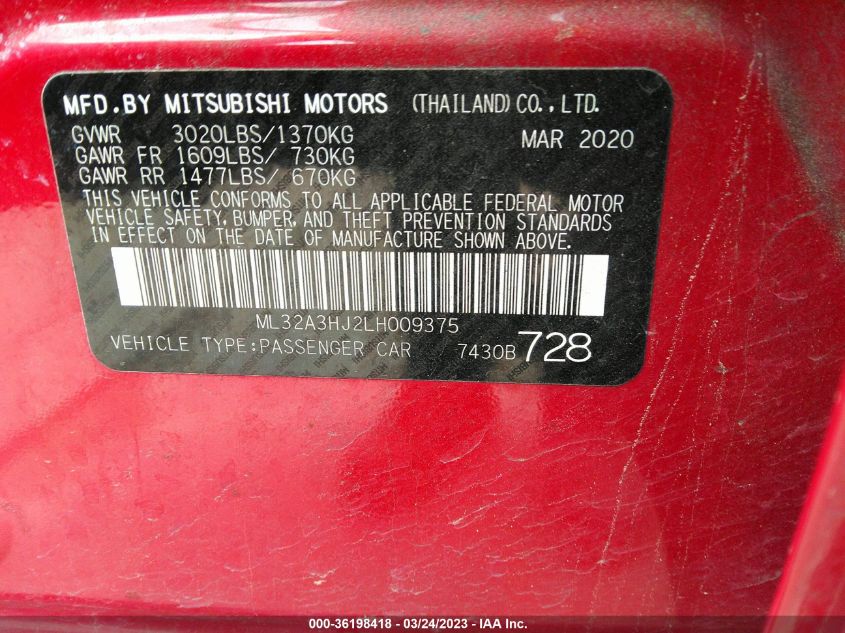 MFD.BY MITSUBISHI MOTORS (THAILAND) CO., LTD.
GVWR 3020LBS/1370KG MAR 2020
GAWR FR 1609LBS/ 730KG
GAWR RR 1477LBS/ 670KG
THIS VEHICLE CONFORMS TO ALL APPLICABLE FEDERAL MOTOR
VEHICLE SAFETY, BUMPER, AND THEFT PREVENTION STANDARDS
IN EFFECT ON THE DATE OF MANUFACTURE SHOWN ABOVE.
ML32A3HJ2LH009375
VEHICLE TYPE:PASSENGER CAR 7430B 728
000-36198418 - 03/24/2023 - IAA Inc.